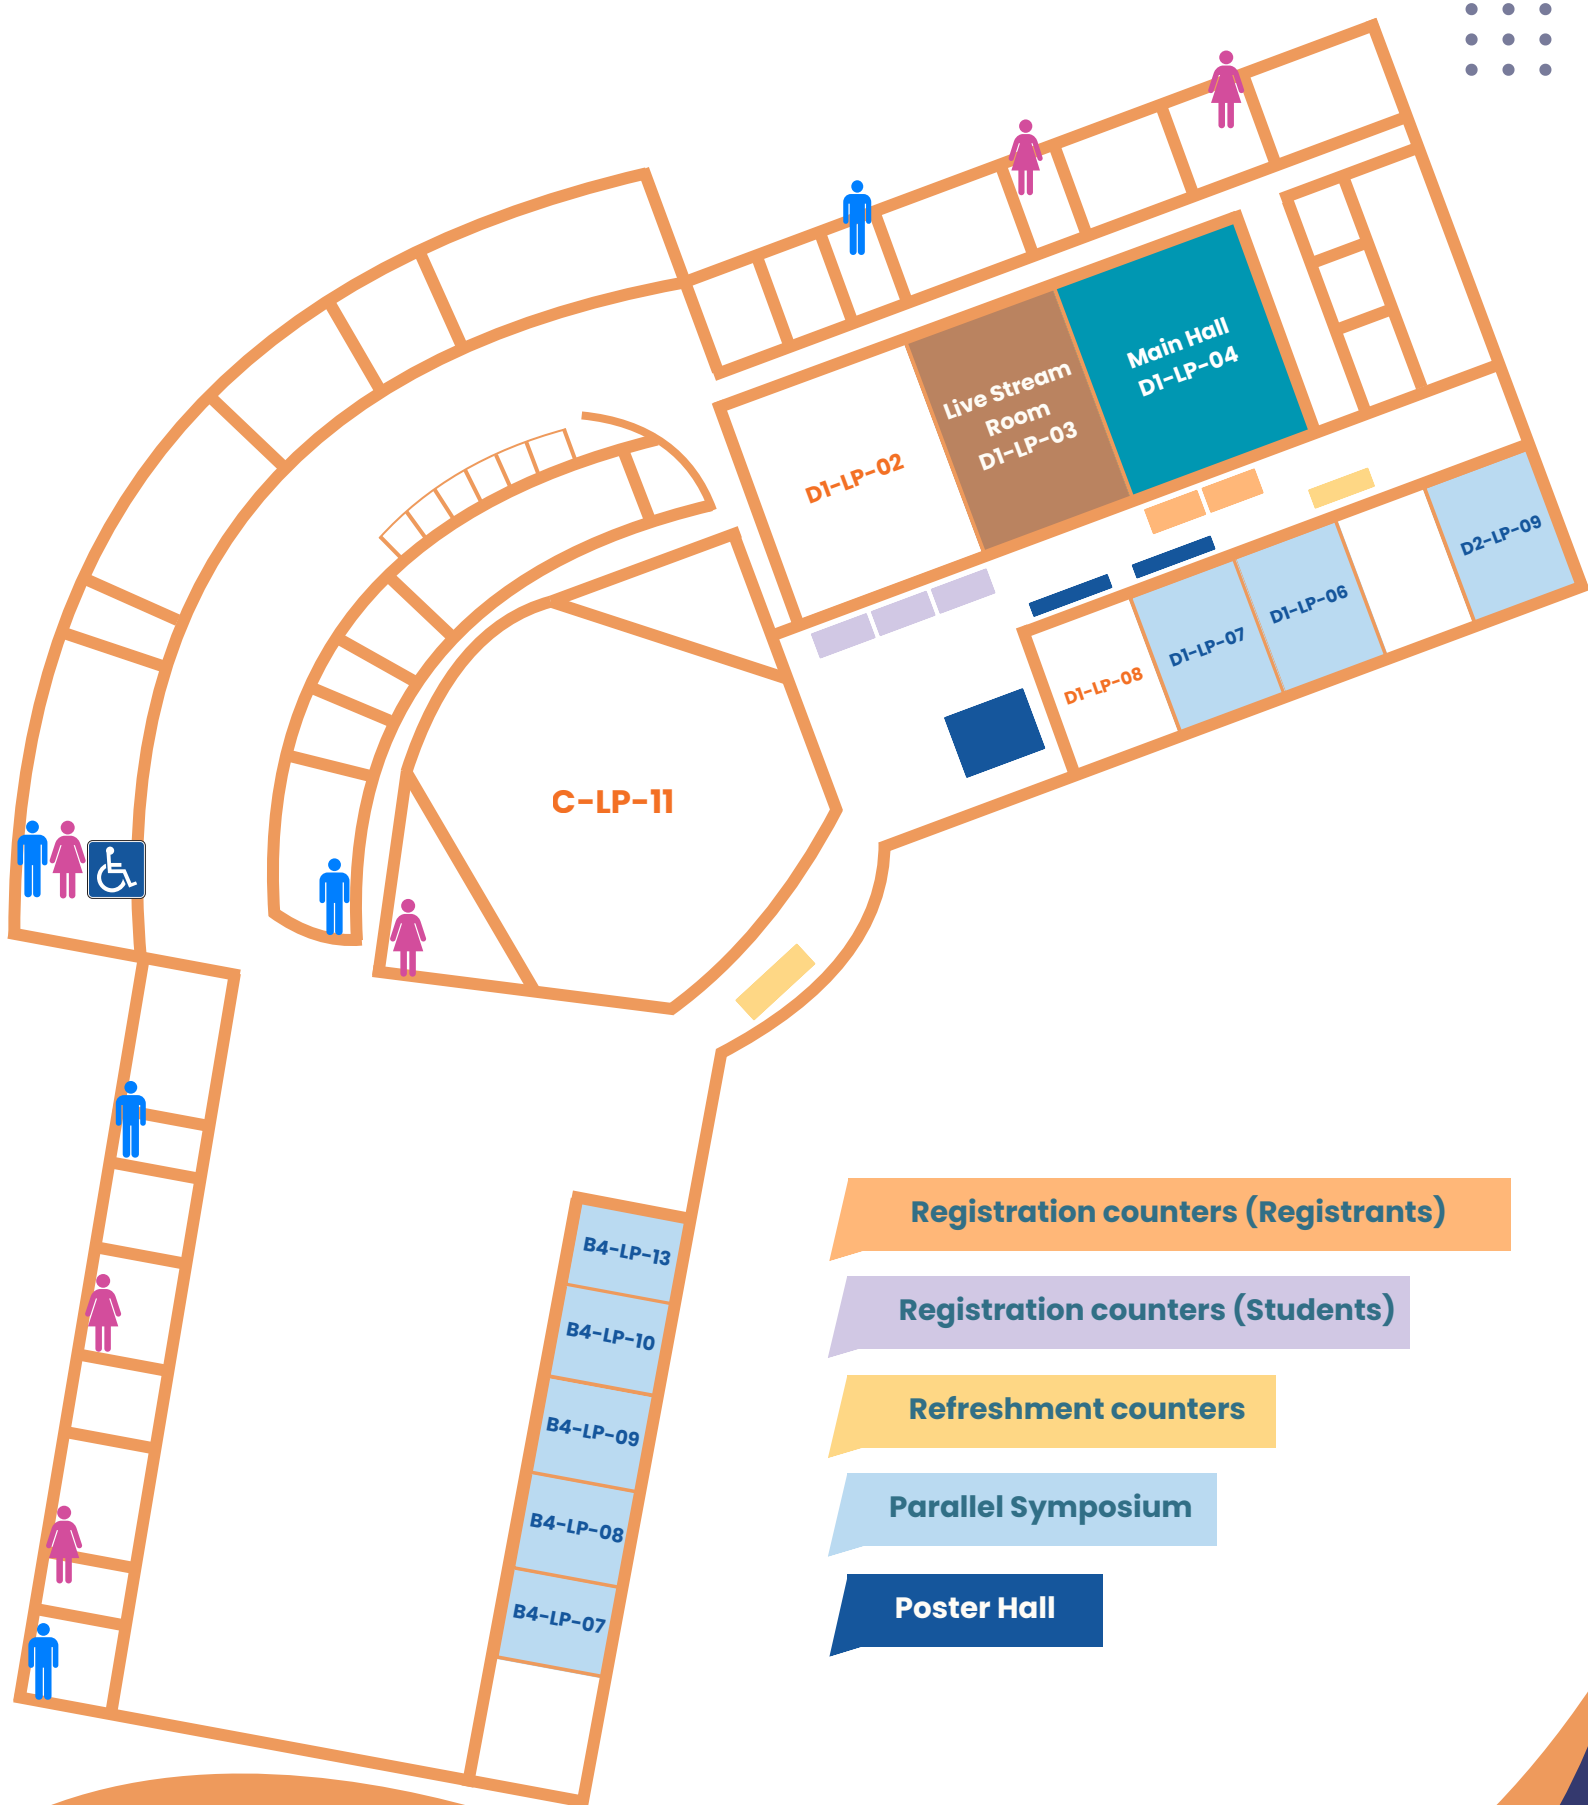 Main Hall
D1-LP-04
Live Stream
Room
D1-LP-03
D1-LP-02
D2-LP-09
D1-LP-06
D1-LP-07
D1-LP-08
C-LP-11
B4-LP-13
B4-LP-10
B4-LP-09
B4-LP-08
B4-LP-07
Registration counters (Registrants)
Registration counters (Students)
Refreshment counters
Parallel Symposium
Poster Hall